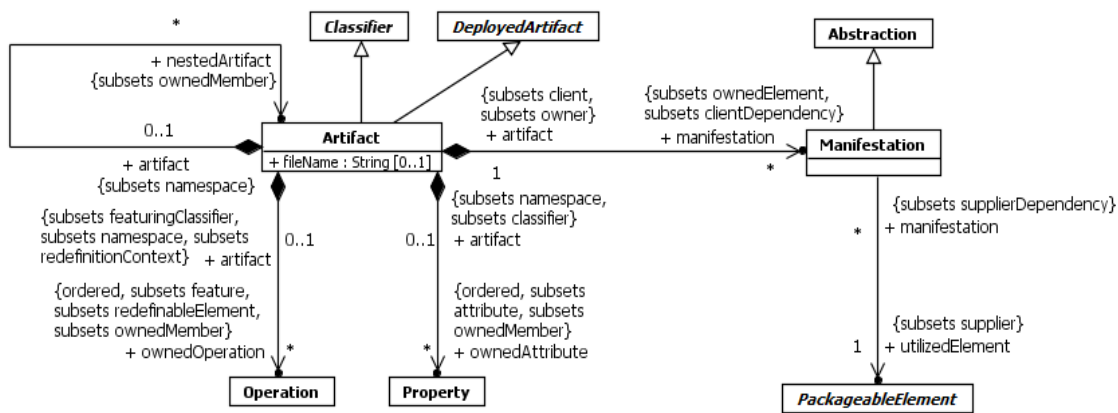 Classifier
DeployedArtifact
Abstraction
*
+ nestedArtifact
{subsets ownedMember}
{subsets client,
subsets owner}
+ artifact
{subsets ownedElement,
subsets clientDependency}
+ manifestation
0..1
Artifact
+ fileName : String [0..1]
Manifestation
+ artifact
{subsets namespace}
1
*
{subsets namespace,
subsets classifier}
+ artifact
{subsets featuringClassifier,
subsets namespace, subsets
redefinitionContext} + artifact
0..1
0..1
{subsets supplierDependency}
+ manifestation
*
{ordered, subsets feature,
subsets redefinableElement,
subsets ownedMember}
+ ownedOperation
*
{ordered, subsets
attribute, subsets
ownedMember}
+ ownedAttribute
*
{subsets supplier}
+ utilizedElement
1
Operation
Property
PackageableElement